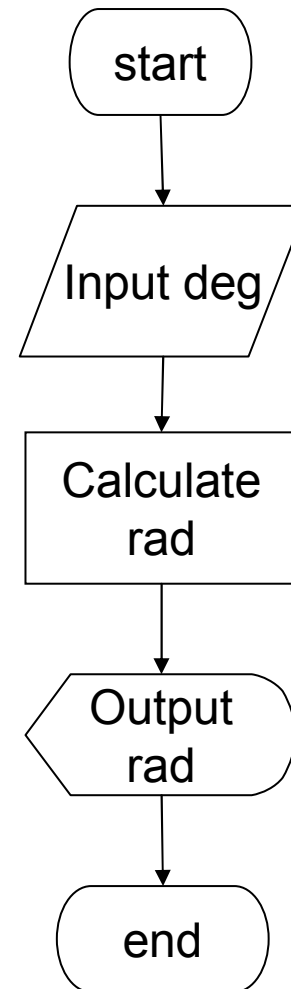 start
Input deg
Calculate
rad
Output
rad
end